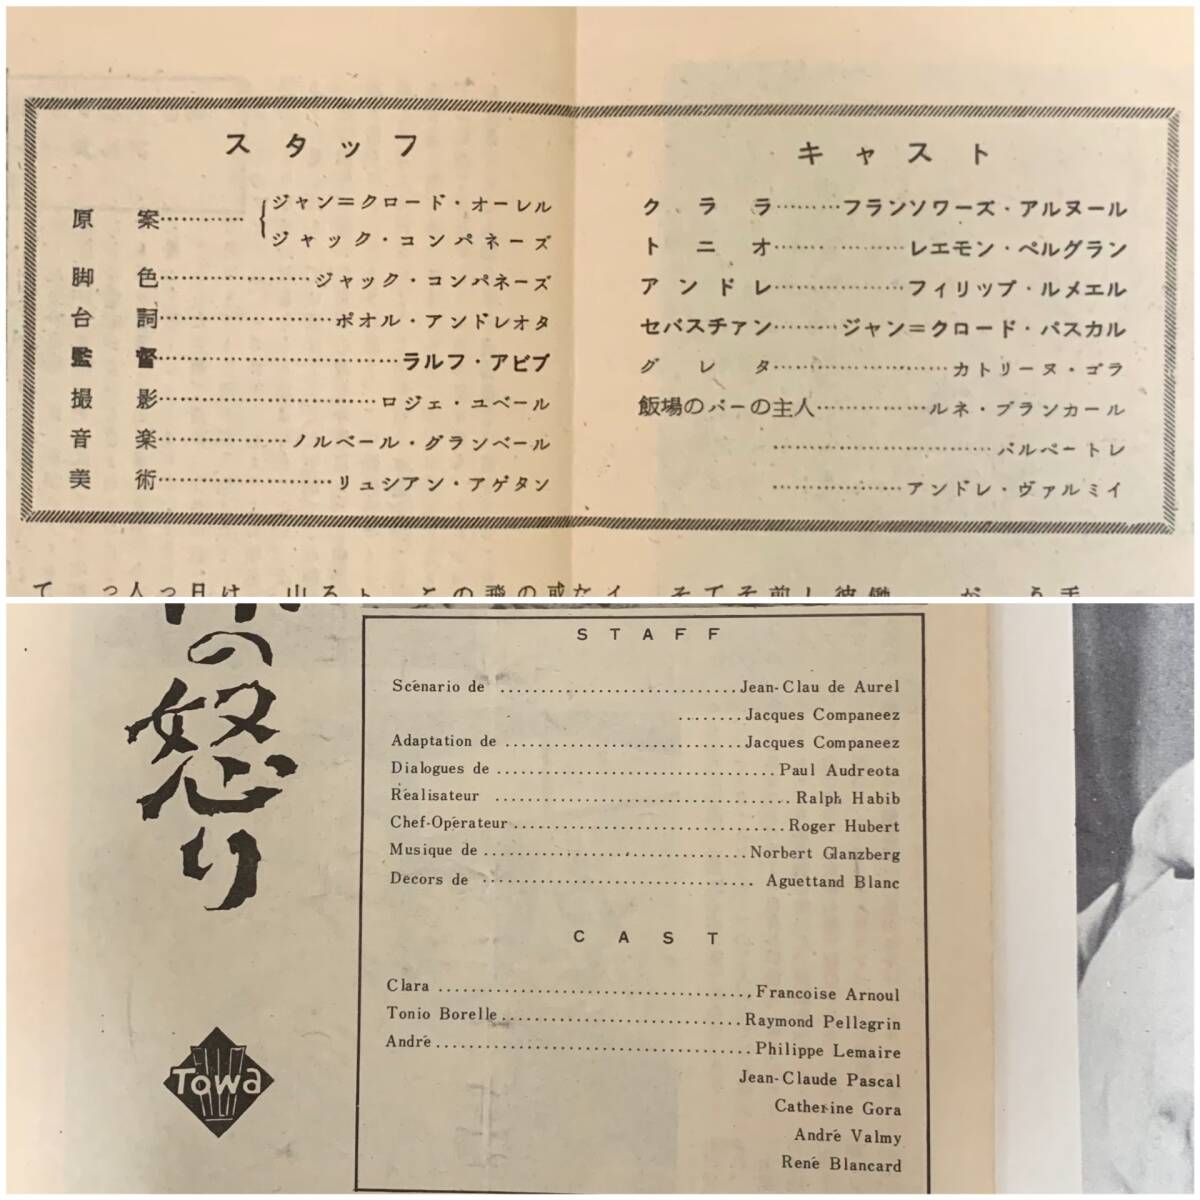 スタッフ
原案…………ジャン＝クロード・オーレル
ジャック・コンパネーズ
脚色………………ジャック・コンパネーズ
台詞………………ポオル・アンドレオタ
監督………………………ラルフ・アビブ
撮影………………………ロジェ・ユベール
音楽………………ノルベール・グランベール
美術………………リュシアン・アゲタン
キャスト
クララ………フランソワーズ・アルヌール
トニオ………………レエモン・ペルグラン
アンドレ………………フィリップ・ルメエル
セバスチァン………ジャン＝クロード・パスカル
グレタ………………………カトリーヌ・ゴラ
飯場のバーの主人……………ルネ・ブランカール
…………………………バルペートレ
………………アンドレ・ヴァルミイ
の怒り
Towa
STAFF
Scénario de ..............................Jean-Clau de Aurel
........Jacques Companeez
Adaptation de ..............................Jacques Companeez
Dialogues de ..................................Paul Audreota
Réalisateur ....................................Ralph Habib
Chef-Opérateur..................................Roger Hubert
Musique de ................................Norbert Glanzberg
Decors de .................................. Aguettand Blanc
CAST
Clara ......................................Francoise Arnoul
Tonio Borelle..............................Raymond Pellegrin
André......................................Philippe Lemaire
Jean-Claude Pascal
Catherine Gora
André Valmy
René Blancard